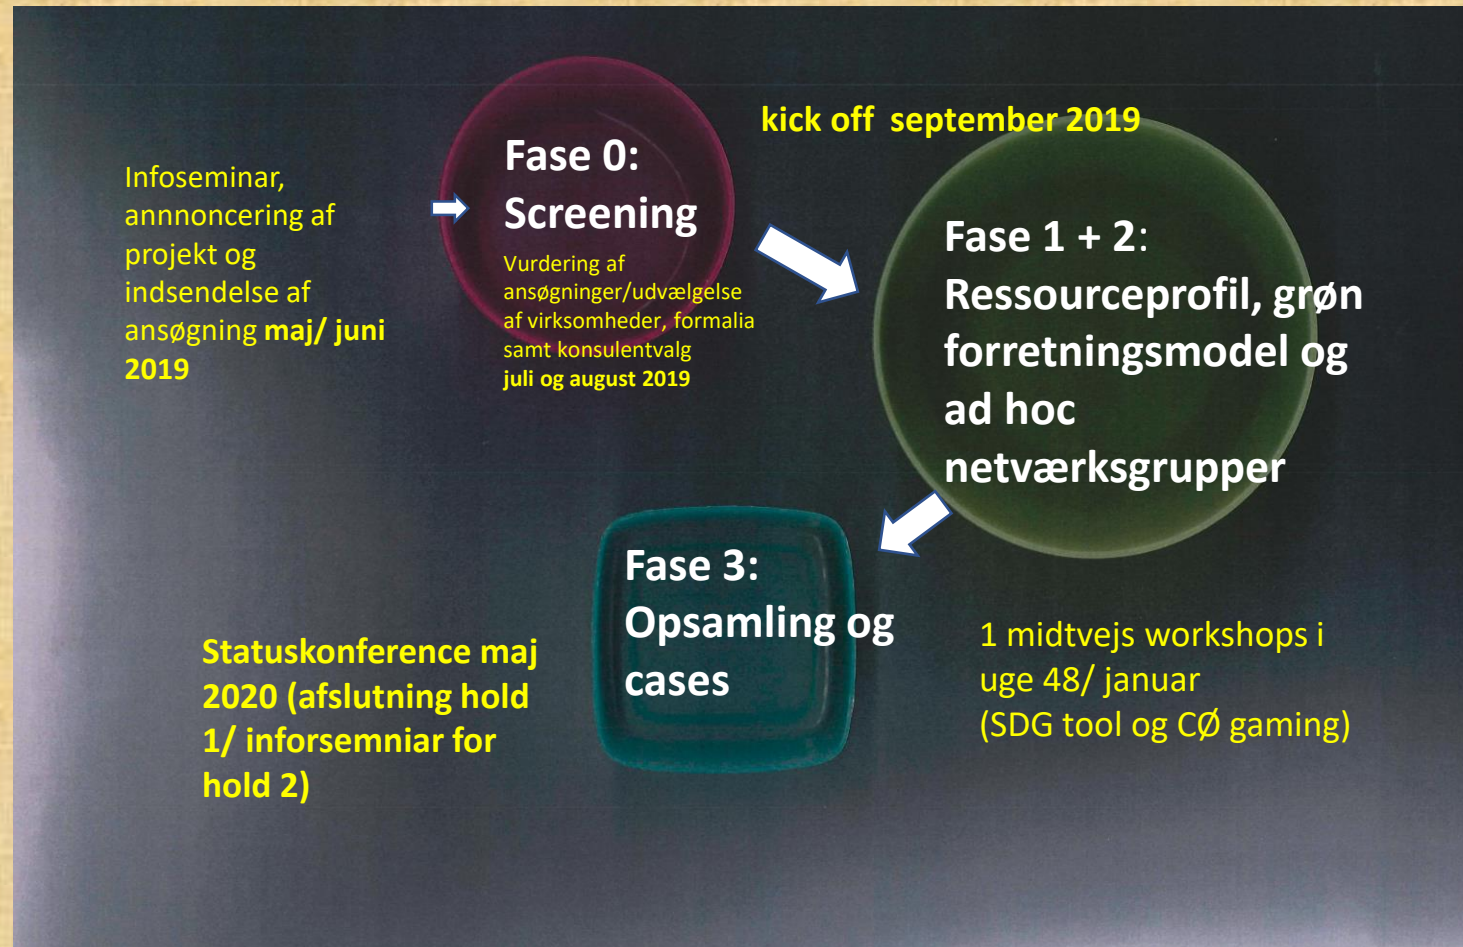 Infoseminar,
annnoncering af
projekt og
indsendelse af
ansøgning maj/ juni
2019
Fase 0:
Screening
Vurdering af
ansøgninger/udvælgelse
af virksomheder, formalia
samt konsulentvalg
juli og august 2019
kick off  september 2019
Fase 1 + 2:
Ressourceprofil, grøn
forretningsmodel og
ad hoc
netværksgrupper
1 midtvejs workshops i
uge 48/ januar
(SDG tool og CØ gaming)
Fase 3:
Opsamling og
cases
Statuskonference maj
2020 (afslutning hold
1/ inforsemniar for
hold 2)